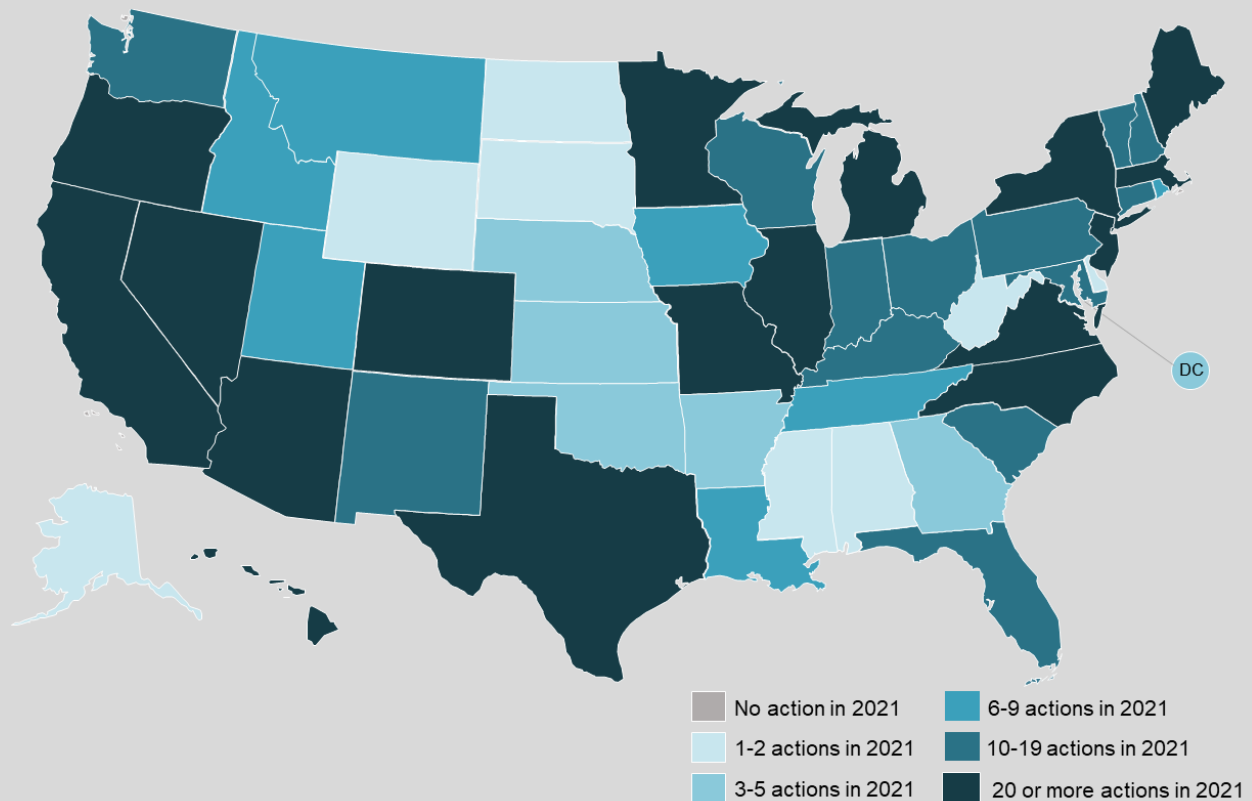 DC
No action in 2021
6-9 actions in 2021
1-2 actions in 2021
10-19 actions in 2021
3-5 actions in 2021
20 or more actions in 2021